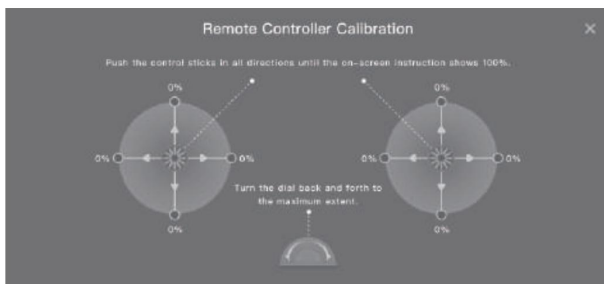 Remote Controller Calibration
Push the control sticks in all directions until the on-screen instruction shows 100%.
0% 0%
0% 0% 0% 0%
0% 0%
Turn the dial back and forth to
the maximum extent.